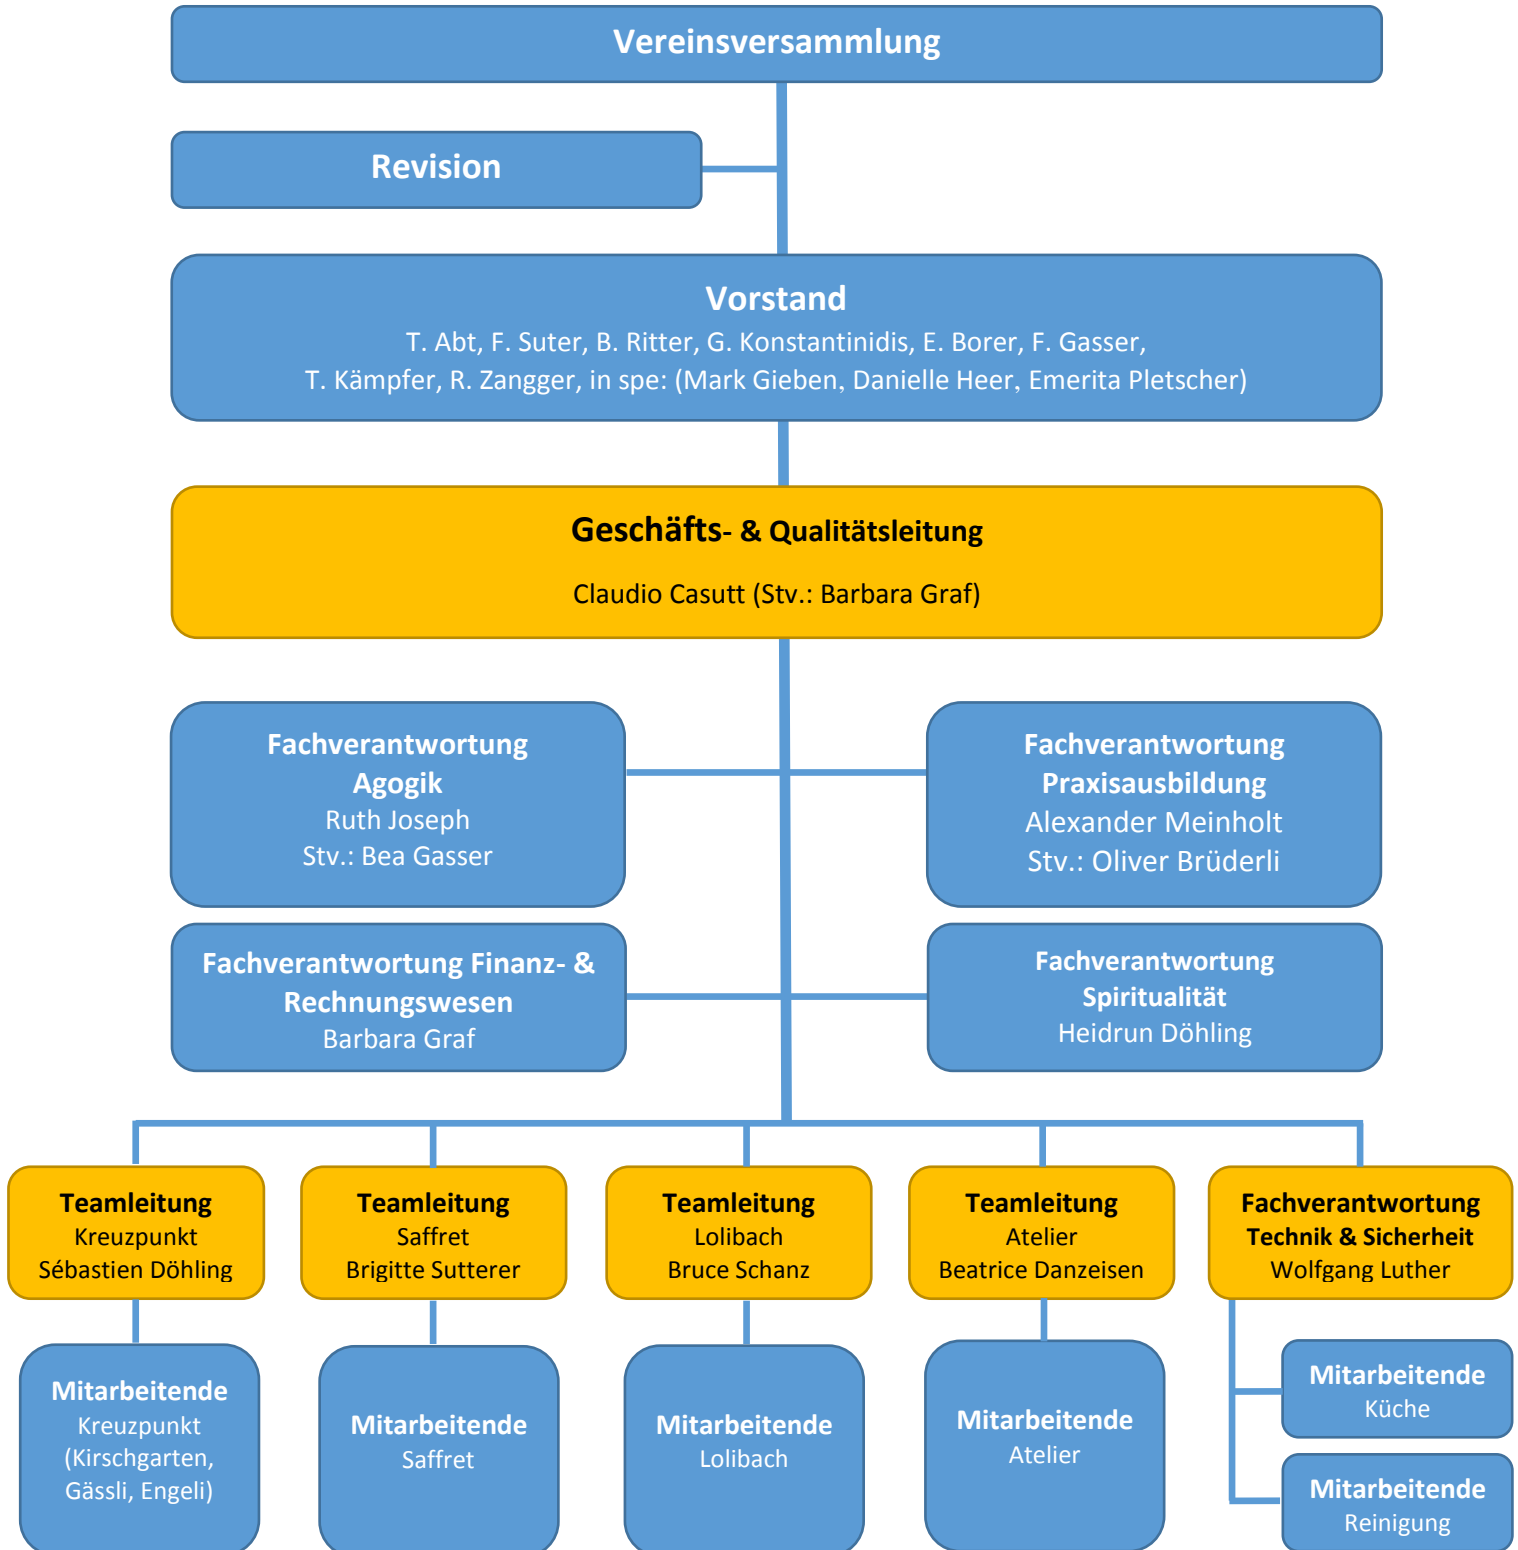 Vereinsversammlung
Revision
Vorstand
T. Abt, F. Suter, B. Ritter, G. Konstantinidis, E. Borer, F. Gasser,
T. Kämpfer, R. Zangger, in spe: (Mark Gieben, Danielle Heer, Emerita Pletscher)
Geschäfts- & Qualitätsleitung
Claudio Casutt (Stv.: Barbara Graf)
Fachverantwortung
Agogik
Ruth Joseph
Stv.: Bea Gasser
Fachverantwortung
Praxisausbildung
Alexander Meinholt
Stv.: Oliver Brüderli
Fachverantwortung Finanz- &
Rechnungswesen
Barbara Graf
Fachverantwortung
Spiritualität
Heidrun Döhling
Teamleitung
Kreuzpunkt
Sébastien Döhling
Teamleitung
Saffret
Brigitte Sutterer
Teamleitung
Lolibach
Bruce Schanz
Teamleitung
Atelier
Beatrice Danzeisen
Fachverantwortung
Technik & Sicherheit
Wolfgang Luther
Mitarbeitende
Kreuzpunkt
(Kirschgarten,
Gässli, Engeli)
Mitarbeitende
Saffret
Mitarbeitende
Lolibach
Mitarbeitende
Atelier
Mitarbeitende
Küche
Mitarbeitende
Reinigung